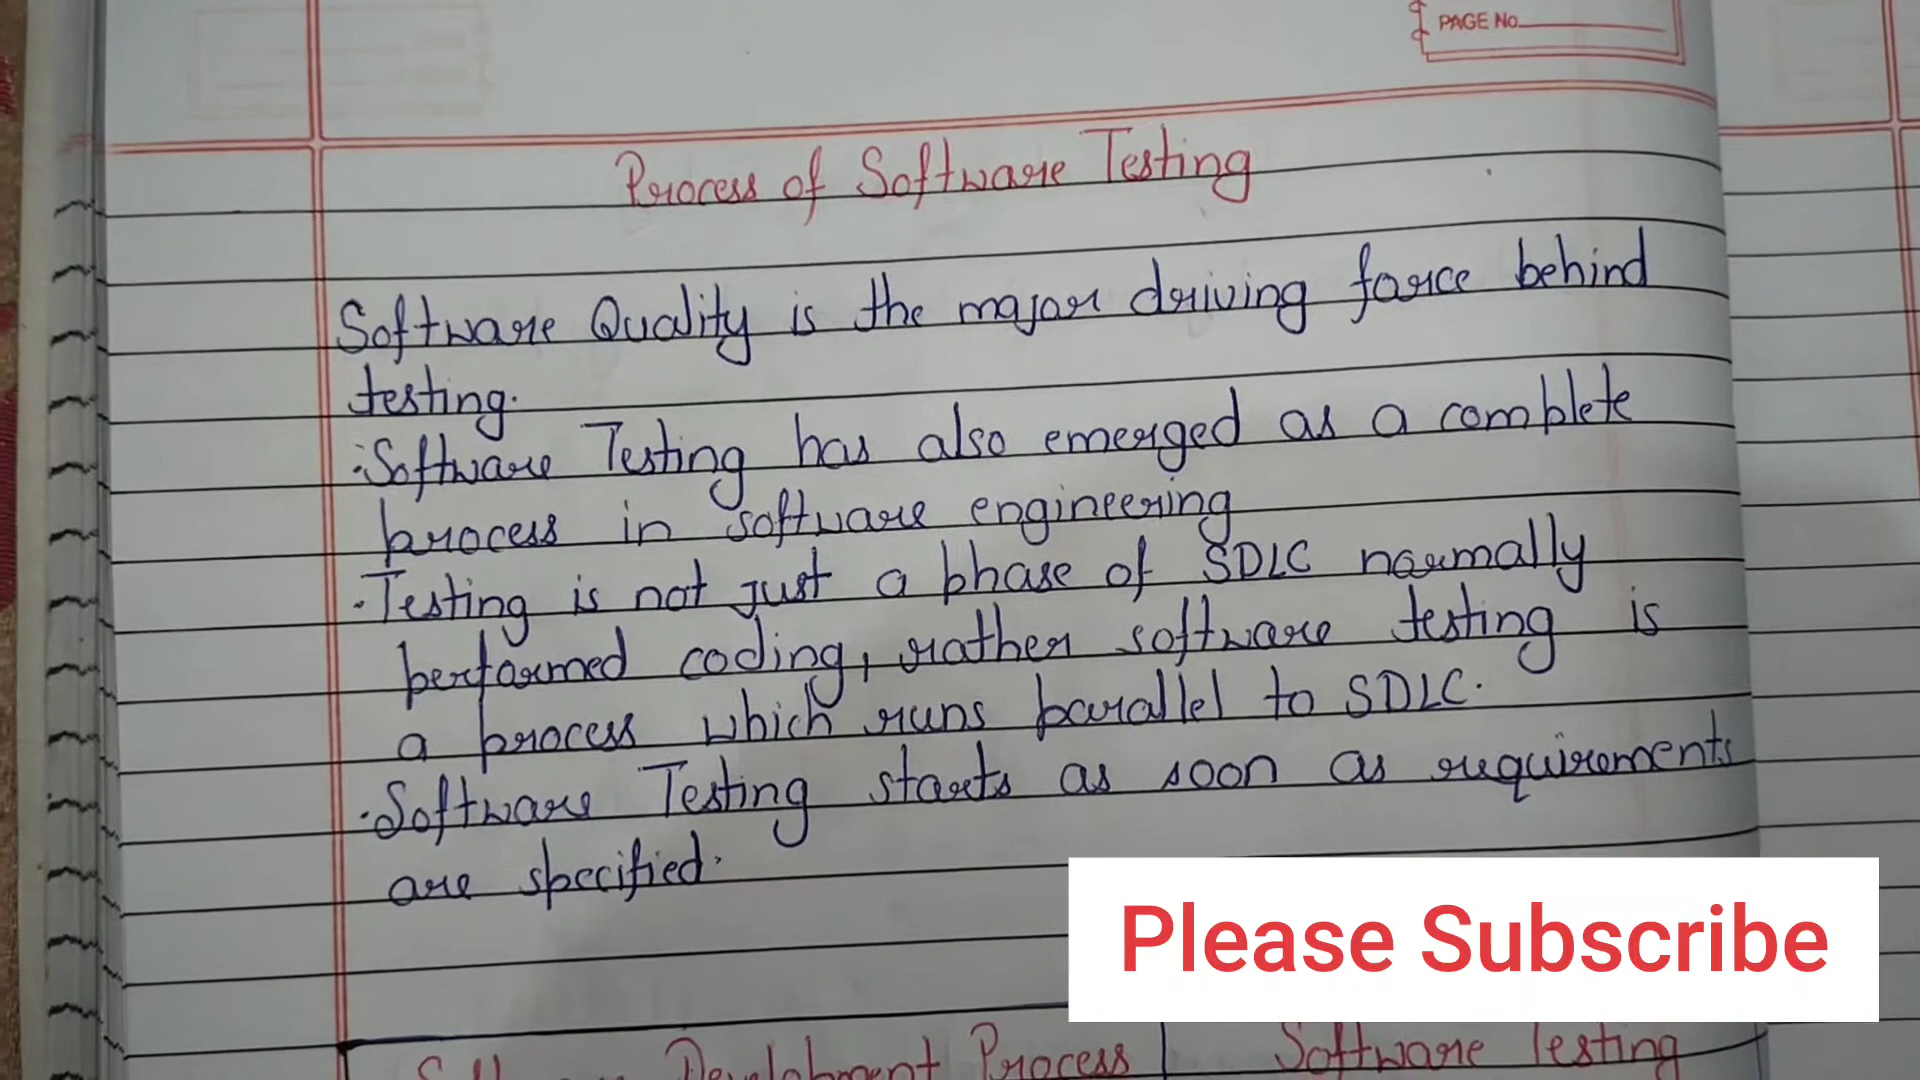 PAGE No.
Process of Software Testing
Software Quality is the major driving force behind
testing.
· Software Testing has also emerged as a complete
process in software engineering
· Testing is not just a phase of SDLC normally
performed coding, rather software testing is
a process which runs parallel to SDLC.
· Software Testing starts as soon as requirements
are specified.
Please Subscribe
Development Process | Software Testing